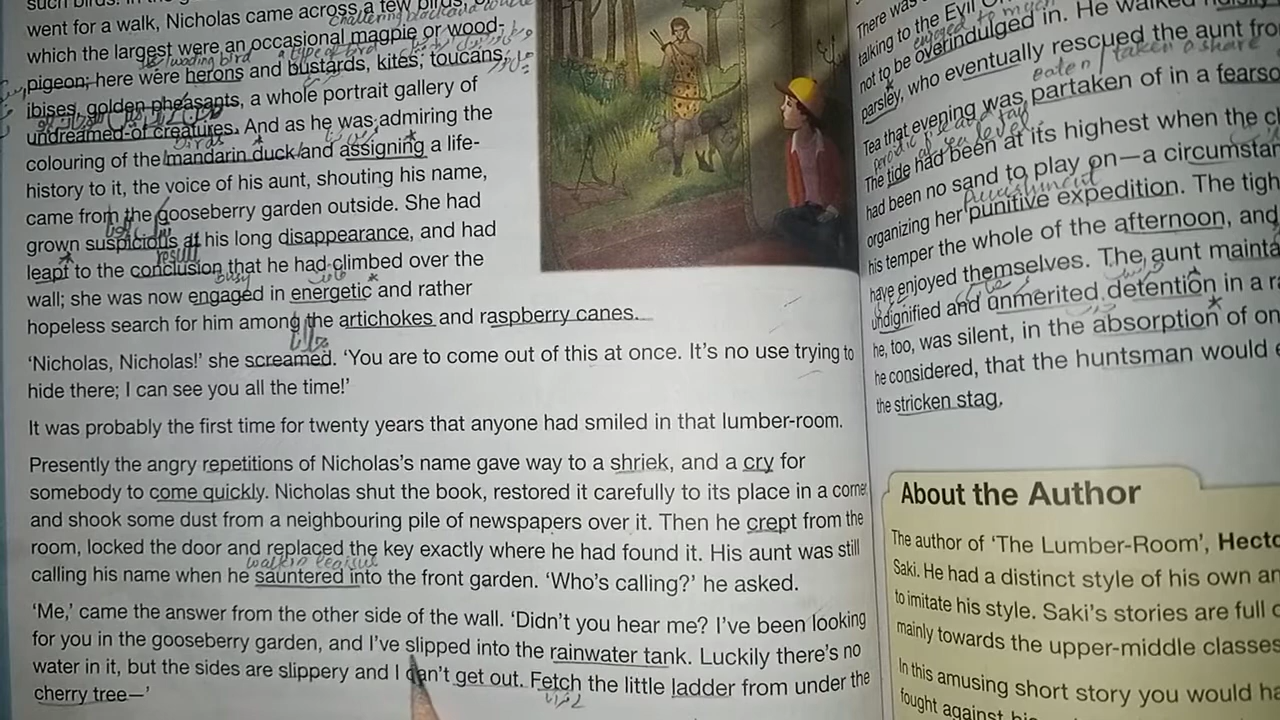 went for a walk, Nicholas came across a few birds, of
which the largest were an occasional magpie or wood-
pigeon; here were herons and bustards, kites, toucans,
ibises, golden pheasants, a whole portrait gallery of
undreamed-of creatures. And as he was admiring the
colouring of the mandarin duck and assigning a life-
history to it, the voice of his aunt, shouting his name,
came from the gooseberry garden outside. She had
grown suspicious at his long disappearance, and had
result
leapt to the conclusion that he had climbed over the
busy
wall; she was now engaged in energetic * and rather
hopeless search for him among the artichokes and raspberry canes.
‘Nicholas, Nicholas!’ she screamed. ‘You are to come out of this at once. It’s no use trying to
hide there; I can see you all the time!’
It was probably the first time for twenty years that anyone had smiled in that lumber-room.
Presently the angry repetitions of Nicholas’s name gave way to a shriek, and a cry for
somebody to come quickly. Nicholas shut the book, restored it carefully to its place in a corne
and shook some dust from a neighbouring pile of newspapers over it. Then he crept from the
room, locked the door and replaced the key exactly where he had found it. His aunt was still
calling his name when he sauntered into the front garden. ‘Who’s calling?’ he asked.
‘Me,’ came the answer from the other side of the wall. ‘Didn’t you hear me? I’ve been looking
for you in the gooseberry garden, and I’ve slipped into the rainwater tank. Luckily there’s no
water in it, but the sides are slippery and I can’t get out. Fetch the little ladder from under the
cherry tree—’
There was
talking to the Evil
not to be overindulged in. He walked
parsley, who eventually rescued the aunt fro
eaten / taken a share
Tea that evening was partaken of in a fearso
The tide had been at its highest when the c
had been no sand to play on—a circumstan
punishment
organizing her punitive expedition. The tigh
his temper the whole of the afternoon, and
have enjoyed themselves. The aunt mainta
undignified and unmerited detention in a ra
he, too, was silent, in the absorption * of on
he considered, that the huntsman would e
the stricken stag.
About the Author
The author of ‘The Lumber-Room’, Hecto
Saki. He had a distinct style of his own an
to imitate his style. Saki’s stories are full
mainly towards the upper-middle classes
In this amusing short story you would ha
fought against